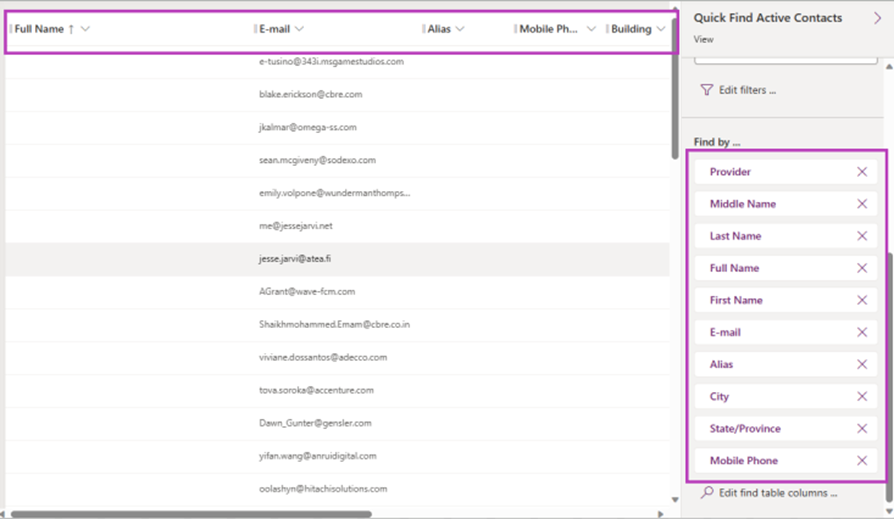 Full Name ↑ E-mail Alias Mobile Ph... Building
e-tusino@343i.msgamestudios.com
blake.erickson@cbre.com
jkalmar@omega-ss.com
sean.mcgiveny@sodexo.com
emily.volpone@wundermanthomps...
me@jessejarvi.net
jesse.jarvi@atea.fi
AGrant@wave-fcm.com
Shaikhmohammed.Emam@cbre.co.in
viviane.dossantos@adecco.com
tova.soroka@accenture.com
Dawn_Gunter@gensler.com
yifan.wang@anruidigital.com
oolashyn@hitachisolutions.com
Quick Find Active Contacts
View
Edit filters ...
Find by ...
Provider
Middle Name
Last Name
Full Name
First Name
E-mail
Alias
City
State/Province
Mobile Phone
Edit find table columns ...